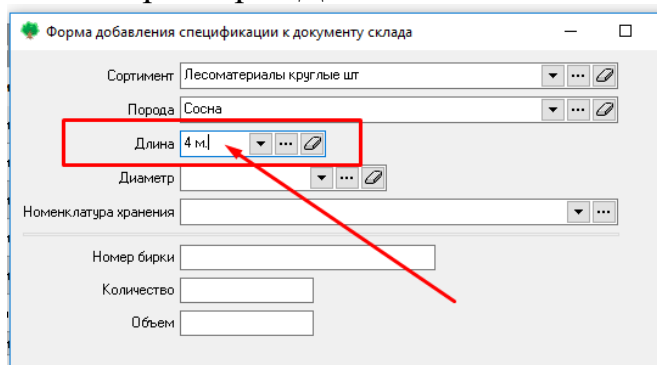 Форма добавления спецификации к документу склада
Сортимент Лесоматериалы круглые шт
Порода Сосна
Длина 4 м.
Диаметр
Номенклатура хранения
Номер бирки
Количество
Объем